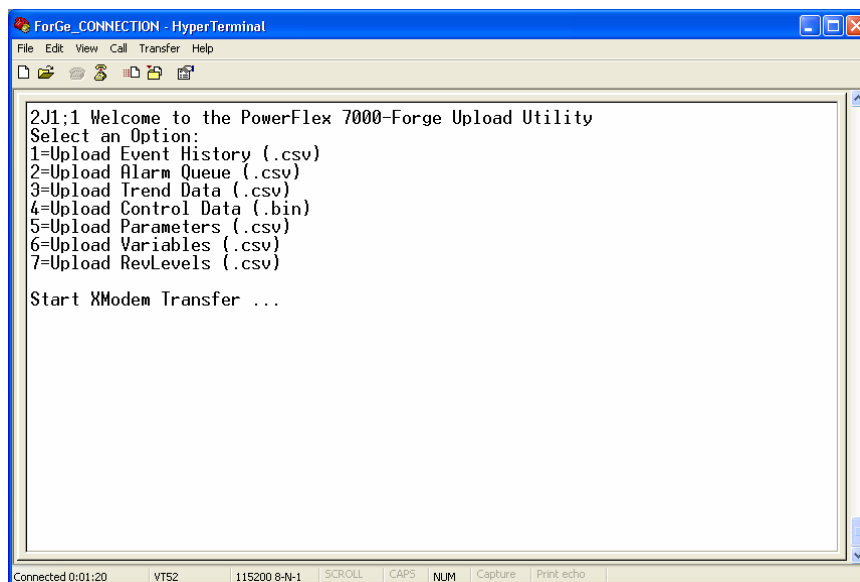 ForGe_CONNECTION - HyperTerminal
File Edit View Call Transfer Help
2J1;1 Welcome to the PowerFlex 7000-Forge Upload Utility
Select an Option:
1=Upload Event History (.csv)
2=Upload Alarm Queue (.csv)
3=Upload Trend Data (.csv)
4=Upload Control Data (.bin)
5=Upload Parameters (.csv)
6=Upload Variables (.csv)
7=Upload RevLevels (.csv)
Start XModem Transfer ...
Connected 0:01:20 VT52 115200 8-N-1 SCROLL CAPS NUM Capture Print echo